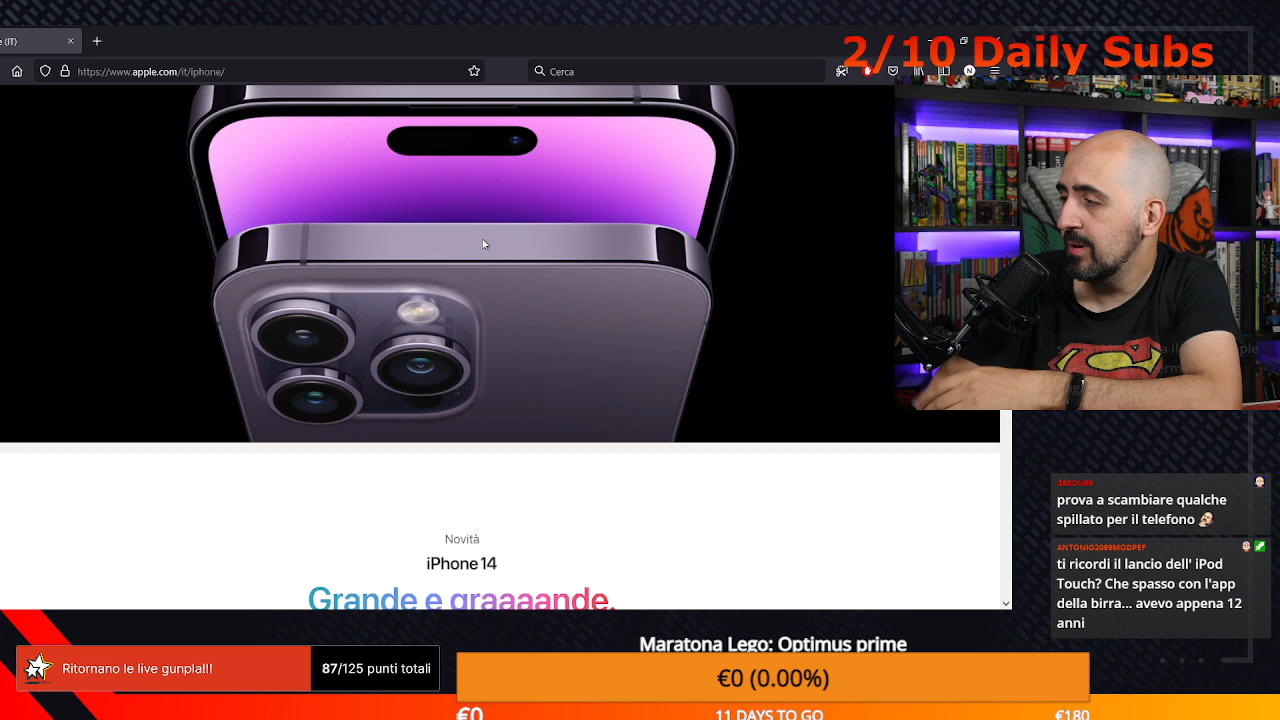 (IT)
2/10 Daily Subs
https://www.apple.com/it/iphone/
Cerca
N
Novità
iPhone 14
Grande e graaaande.
prova a scambiare qualche
spillato per il telefono
ANTONIO2099MODPEF
ti ricordi il lancio dell' iPod
Touch? Che spasso con l'app
della birra... avevo appena 12
anni
Maratona Lego: Optimus prime
Ritornano le live gunpla!!!
87/125 punti totali
€0 (0.00%)
€0
11 DAYS TO GO
€180